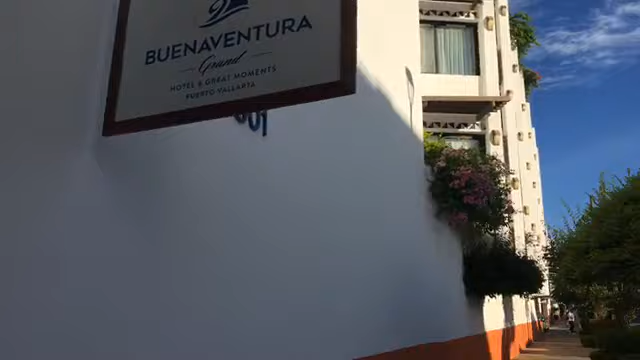 BUENAVENTURA
Grand
HOTEL & GREAT MOMENTS
PUERTO VALLARTA